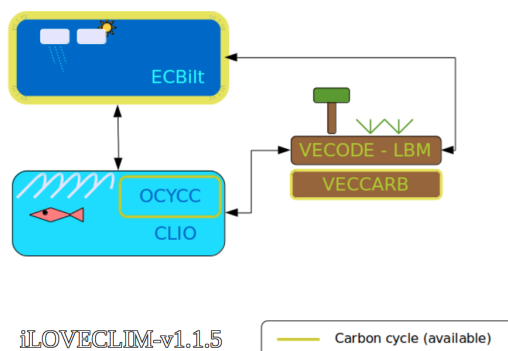 ECBilt
VECODE - LBM
VECCARB
OCYCC
CLIO
iLOVECLIM-v1.1.5
Carbon cycle (available)